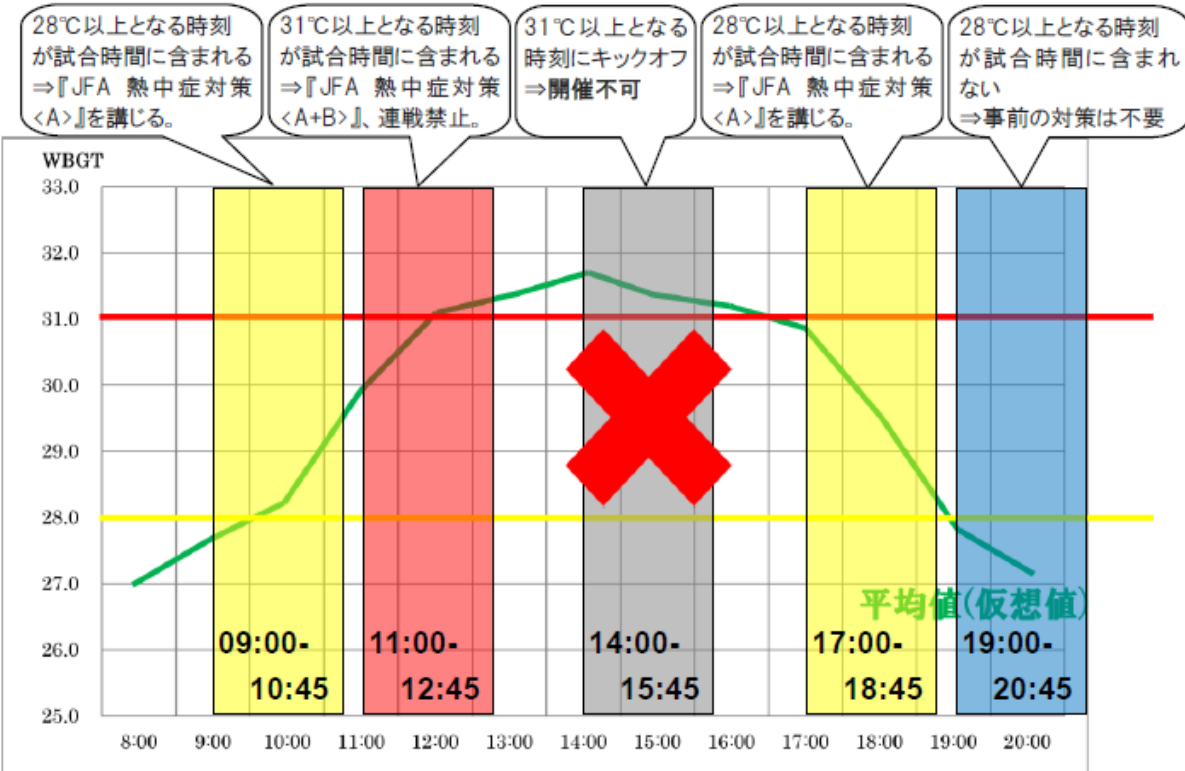 28℃以上となる時刻
が試合時間に含まれる
⇒『JFA 熱中症対策
<A>』を講じる。
31℃以上となる時刻
が試合時間に含まれる
⇒『JFA 熱中症対策
<A+B>』、連戦禁止。
31℃以上となる
時刻にキックオフ
⇒開催不可
28℃以上となる時刻
が試合時間に含まれる
⇒『JFA 熱中症対策
<A>』を講じる。
28℃以上となる時刻
が試合時間に含まれ
ない
⇒事前の対策は不要
WBGT
33.0
32.0
31.0
30.0
29.0
28.0
27.0
26.0
25.0
平均値(仮想値)
09:00-
10:45
11:00-
12:45
14:00-
15:45
17:00-
18:45
19:00-
20:45
8:00 9:00 10:00 11:00 12:00 13:00 14:00 15:00 16:00 17:00 18:00 19:00 20:00